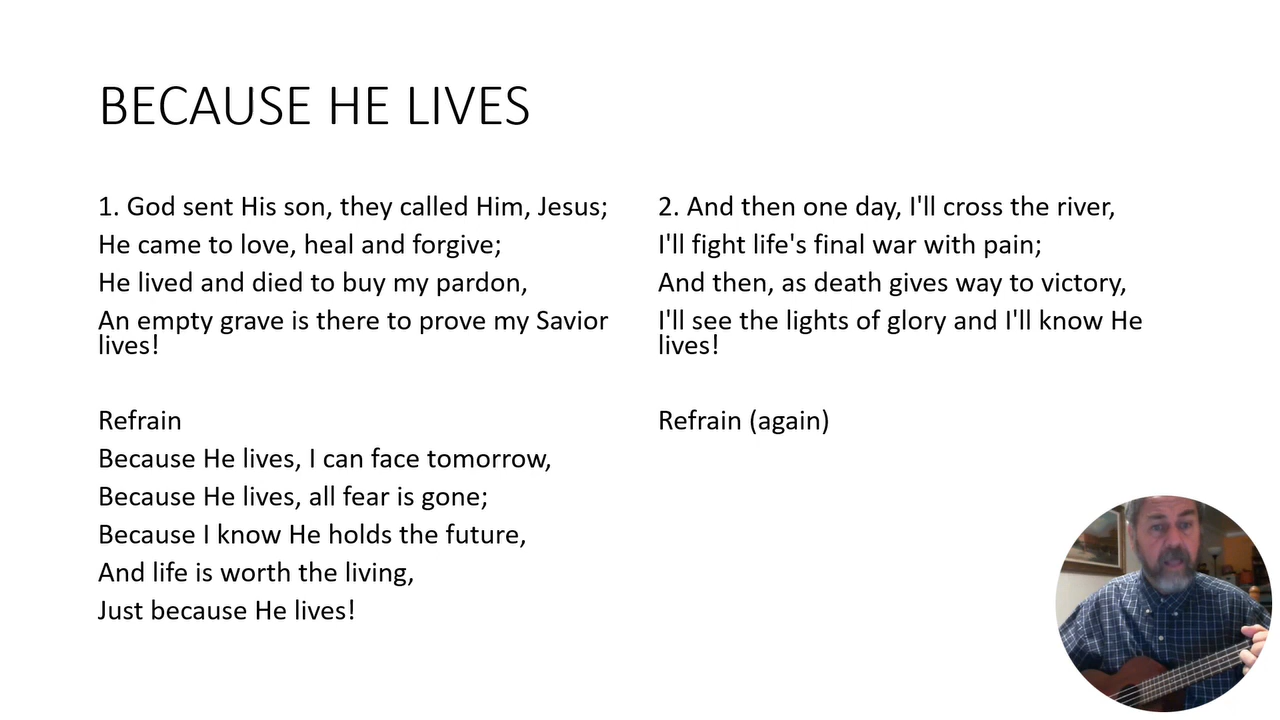 BECAUSE HE LIVES
1. God sent His son, they called Him, Jesus;
He came to love, heal and forgive;
He lived and died to buy my pardon,
An empty grave is there to prove my Savior
lives!
Refrain
Because He lives, I can face tomorrow,
Because He lives, all fear is gone;
Because I know He holds the future,
And life is worth the living,
Just because He lives!
2. And then one day, I'll cross the river,
I'll fight life's final war with pain;
And then, as death gives way to victory,
I'll see the lights of glory and I'll know He
lives!
Refrain (again)